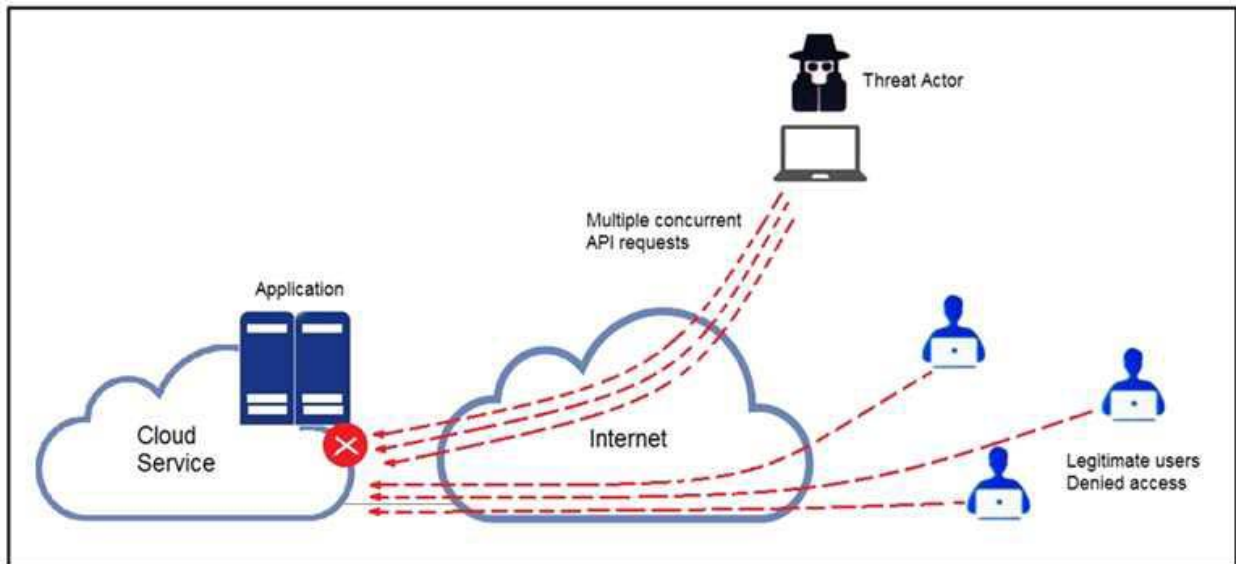 Threat Actor
Multiple concurrent
API requests
Application
Cloud
Service
Internet
Legitimate users
Denied access